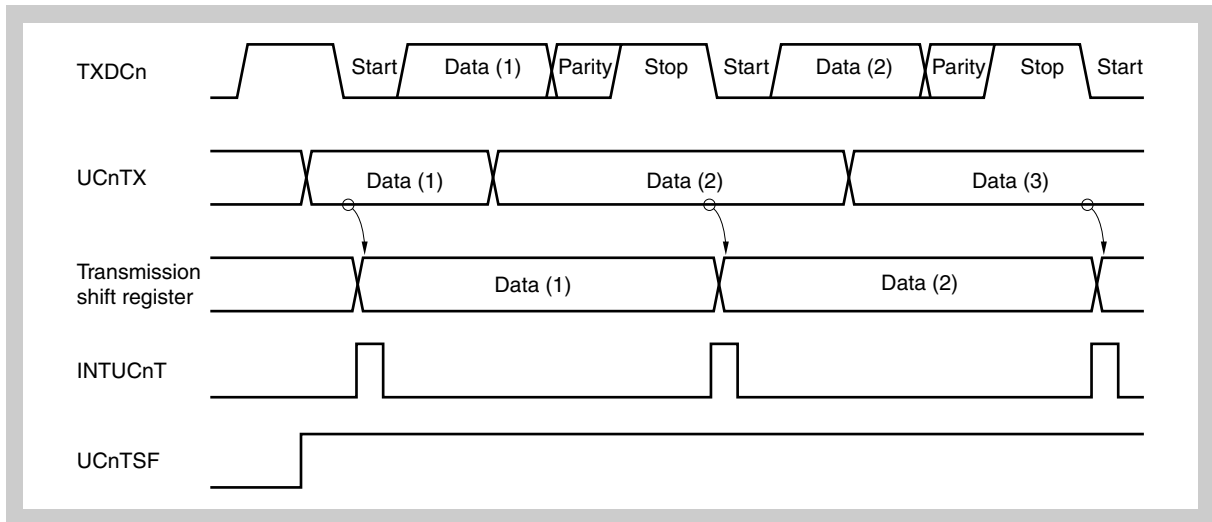 TXDCn
Start Data (1) Parity Stop Start Data (2) Parity Stop Start
UCnTX
Data (1) Data (2) Data (3)
Transmission
shift register
Data (1) Data (2)
INTUCnT
UCnTSF